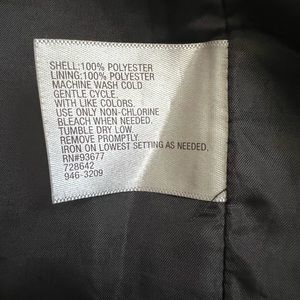 SHELL:100% POLYESTER
LINING:100% POLYESTER
MACHINE WASH COLD
GENTLE CYCLE.
WITH LIKE COLORS.
USE ONLY NON-CHLORINE
BLEACH WHEN NEEDED.
TUMBLE DRY LOW.
REMOVE PROMPTLY.
IRON ON LOWEST SETTING AS NEEDED.
RN#93677
728642
946-3209